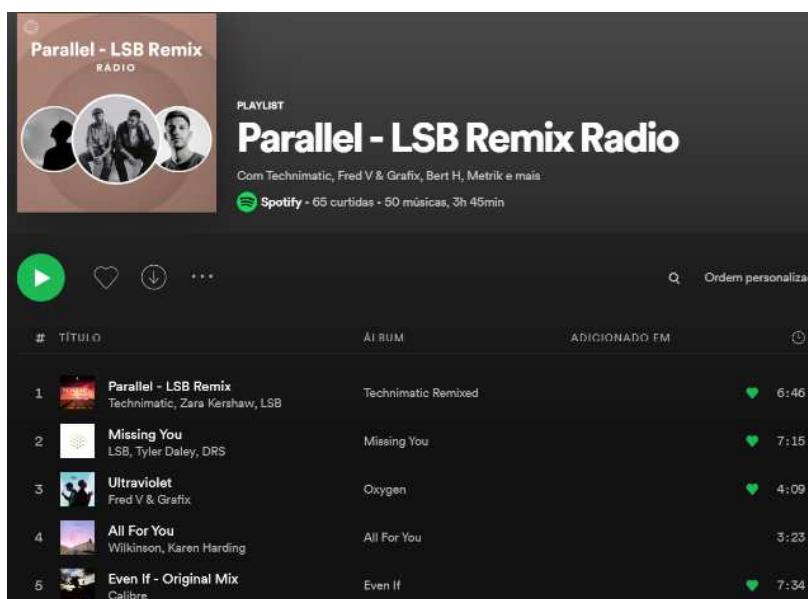 Parallel - LSB Remix
RADIO
PLAYLIST
Parallel - LSB Remix Radio
Com Technimatic, Fred V & Grafix, Bert H, Metrik e mais
Spotify • 65 curtidas • 50 músicas, 3h 45min
Ordem personaliza
# TÍTULO ÁLBUM ADICIONADO EM
1 Parallel - LSB Remix Technimatic Remixed 6:46
Technimatic, Zara Kershaw, LSB
2 Missing You Missing You 7:15
LSB, Tyler Daley, DRS
3 Ultraviolet Oxygen 4:09
Fred V & Grafix
4 All For You All For You 3:23
Wilkinson, Karen Harding
5 Even If - Original Mix Even If 7:34
Calibre